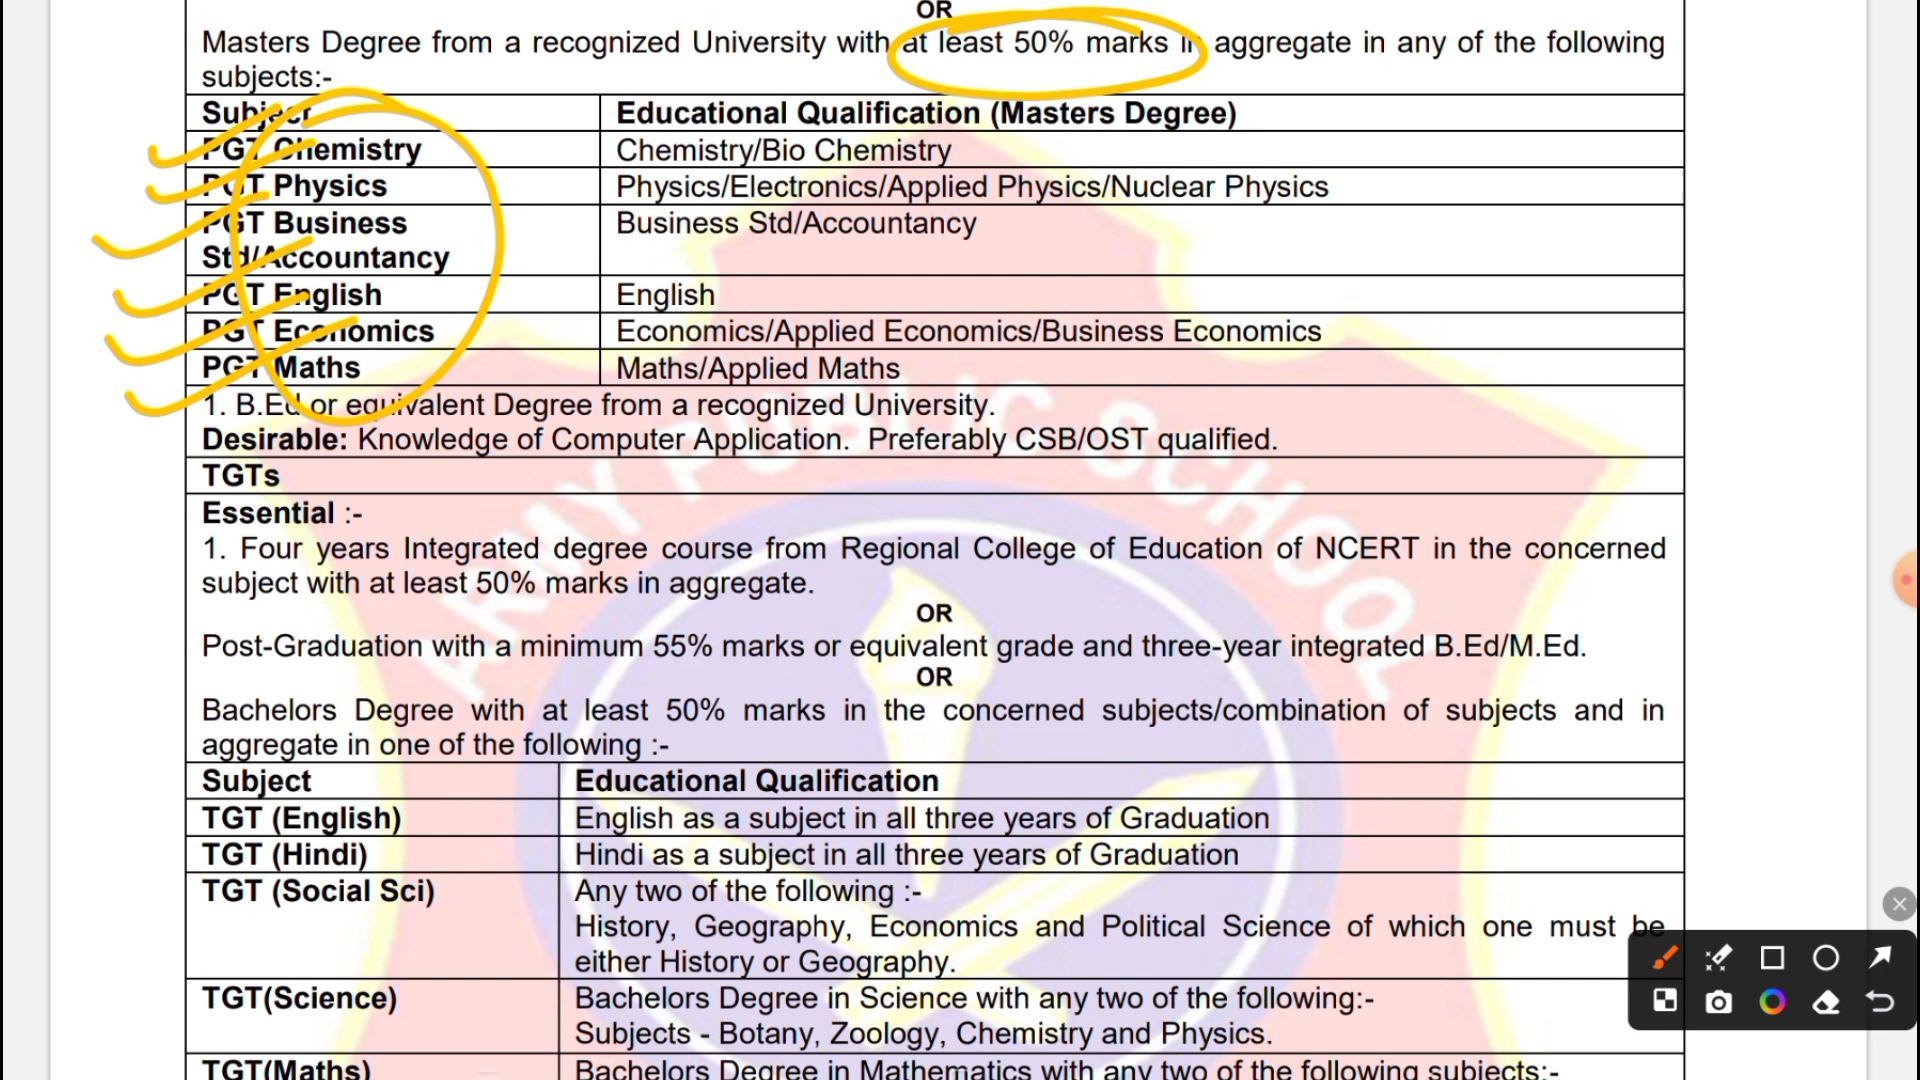 OR
Masters Degree from a recognized University with at least 50% marks in aggregate in any of the following
subjects:-
Subject Educational Qualification (Masters Degree)
PGT Chemistry Chemistry/Bio Chemistry
PGT Physics Physics/Electronics/Applied Physics/Nuclear Physics
PGT Business Business Std/Accountancy
Std/Accountancy
PGT English English
PGT Economics Economics/Applied Economics/Business Economics
PGT Maths Maths/Applied Maths
1. B.Ed or equivalent Degree from a recognized University.
Desirable: Knowledge of Computer Application. Preferably CSB/OST qualified.
TGTs
Essential :-
1. Four years Integrated degree course from Regional College of Education of NCERT in the concerned
subject with at least 50% marks in aggregate.
OR
Post-Graduation with a minimum 55% marks or equivalent grade and three-year integrated B.Ed/M.Ed.
OR
Bachelors Degree with at least 50% marks in the concerned subjects/combination of subjects and in
aggregate in one of the following :-
Subject Educational Qualification
TGT (English) English as a subject in all three years of Graduation
TGT (Hindi) Hindi as a subject in all three years of Graduation
TGT (Social Sci) Any two of the following :-
History, Geography, Economics and Political Science of which one must be
either History or Geography.
TGT(Science) Bachelors Degree in Science with any two of the following:-
Subjects - Botany, Zoology, Chemistry and Physics.
TGT(Maths) Bachelors Degree in Mathematics with any two of the following subjects:-
ARMY PUBLIC SCHOOL